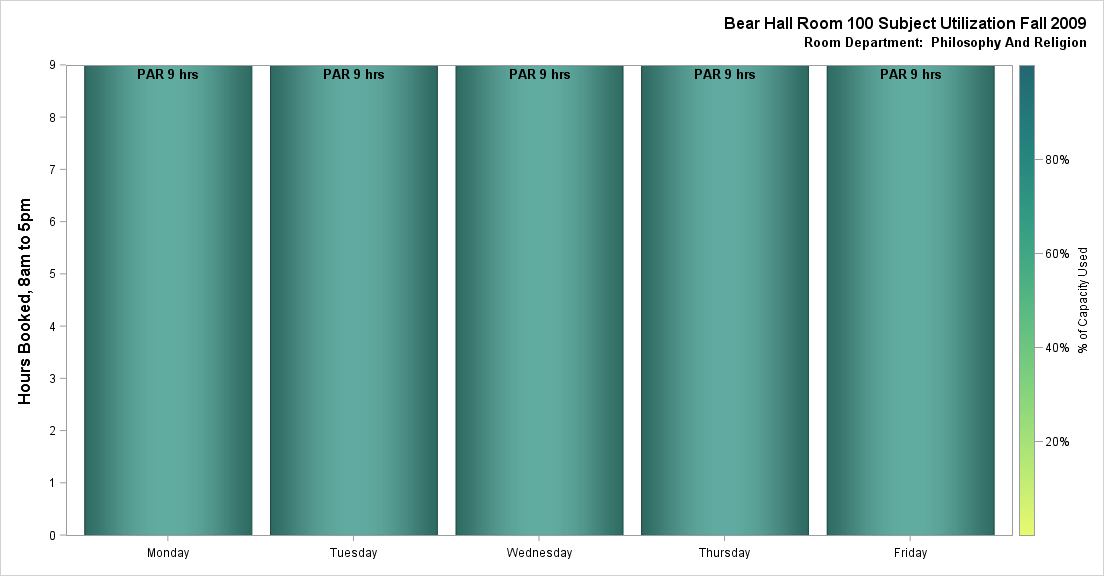 Bear Hall Room 100 Subject Utilization Fall 2009
Room Department:  Philosophy And Religion
PAR 9 hrs
PAR 9 hrs
PAR 9 hrs
PAR 9 hrs
PAR 9 hrs
Hours Booked, 8am to 5pm
9
8
7
6
5
4
3
2
1
0
Monday
Tuesday
Wednesday
Thursday
Friday
80%
60%
40%
20%
% of Capacity Used